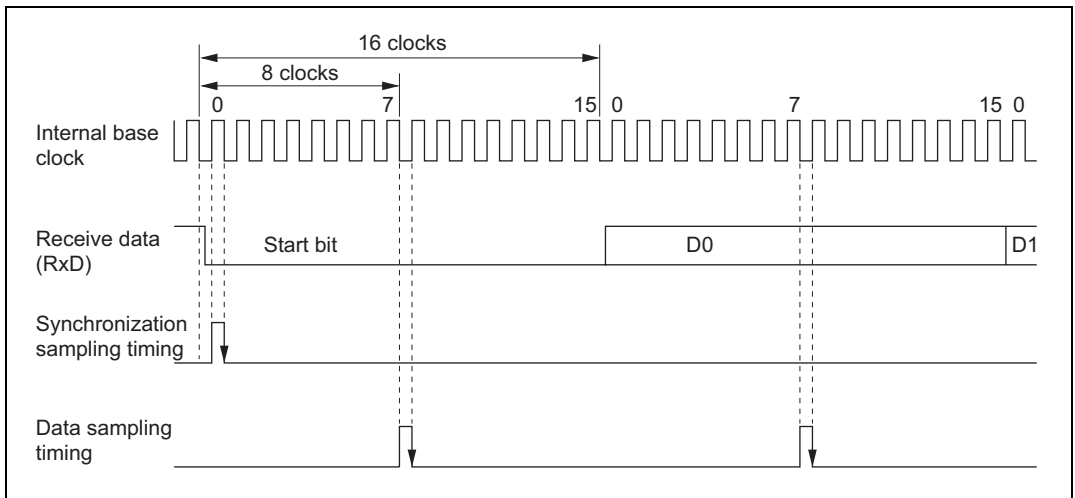 16 clocks
8 clocks
0 7 15 0 7 15 0
Internal base
clock
Receive data
(RxD)
Start bit D0 D1
Synchronization
sampling timing
Data sampling
timing